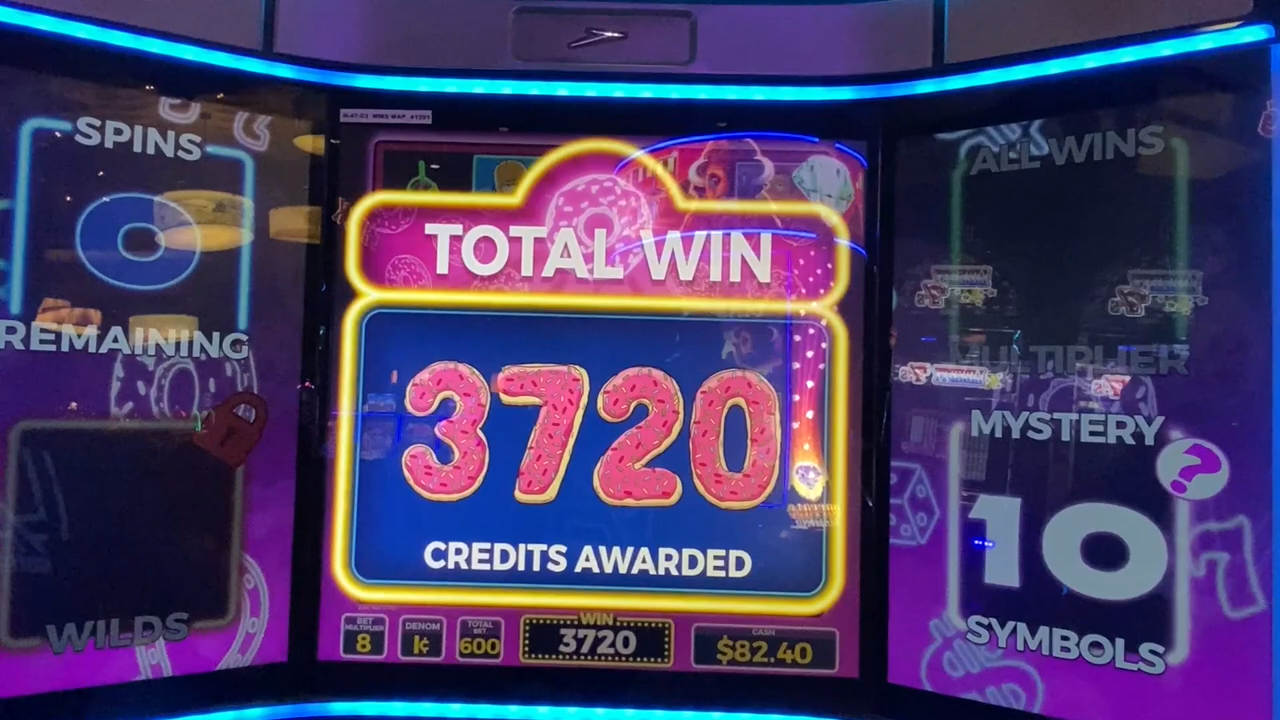 SPINS
0
REMAINING
WILDS
TOTAL WIN
3720
CREDITS AWARDED
BET
MULTIPLIER
8
DENOM
1¢
TOTAL
BET
600
WIN
3720
CASH
$82.40
ALL WINS
MULTIPLIER
MYSTERY
?
10
SYMBOLS
7